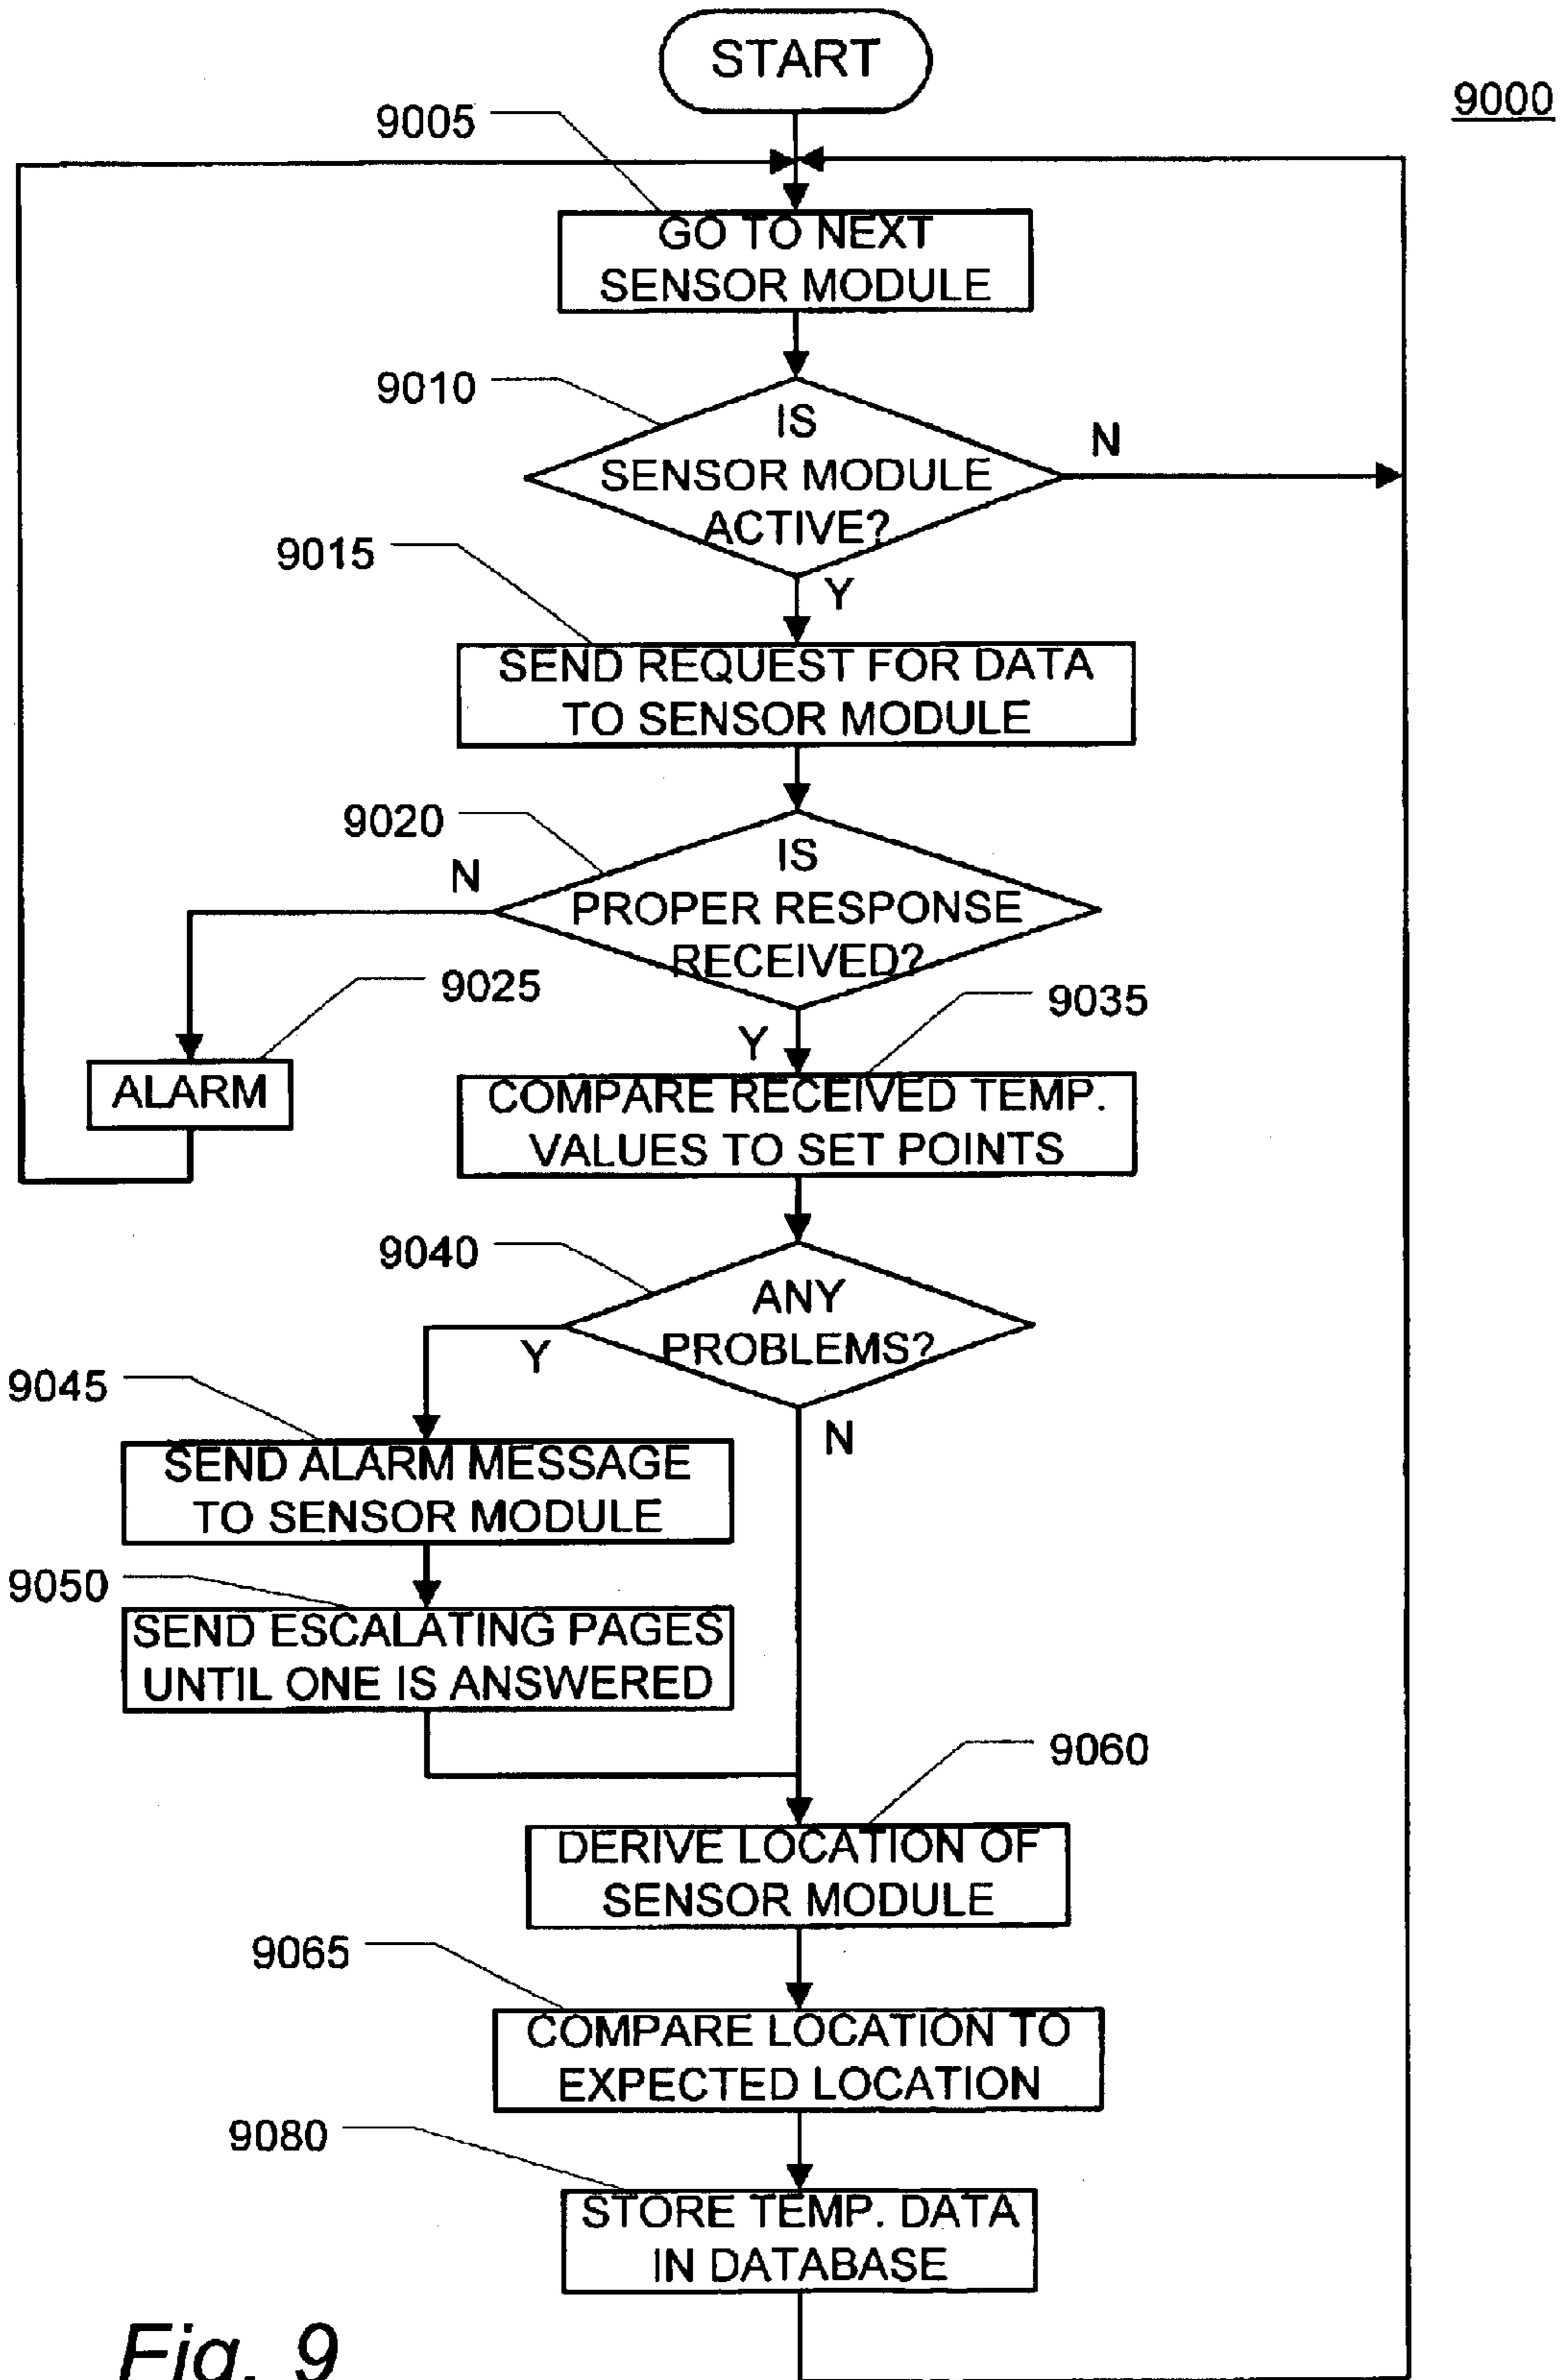 START
9000
9005
GO TO NEXT
SENSOR MODULE
9010
IS
SENSOR MODULE
ACTIVE?
N
9015
Y
SEND REQUEST FOR DATA
TO SENSOR MODULE
9020
N
IS
PROPER RESPONSE
RECEIVED?
9025
9035
Y
ALARM
COMPARE RECEIVED TEMP.
VALUES TO SET POINTS
9040
ANY
PROBLEMS?
Y
9045
N
SEND ALARM MESSAGE
TO SENSOR MODULE
9050
SEND ESCALATING PAGES
UNTIL ONE IS ANSWERED
9060
DERIVE LOCATION OF
SENSOR MODULE
9065
COMPARE LOCATION TO
EXPECTED LOCATION
9080
STORE TEMP. DATA
IN DATABASE
Fig. 9